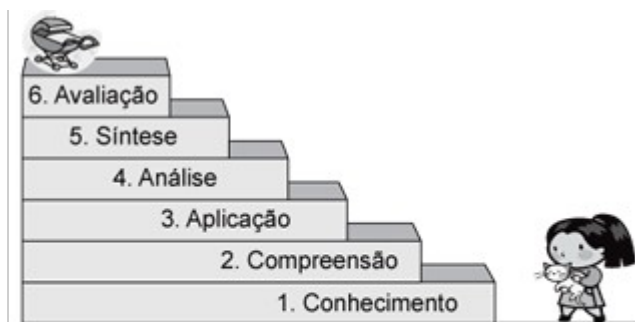 6. Avaliação
5. Síntese
4. Análise
3. Aplicação
2. Compreensão
1. Conhecimento